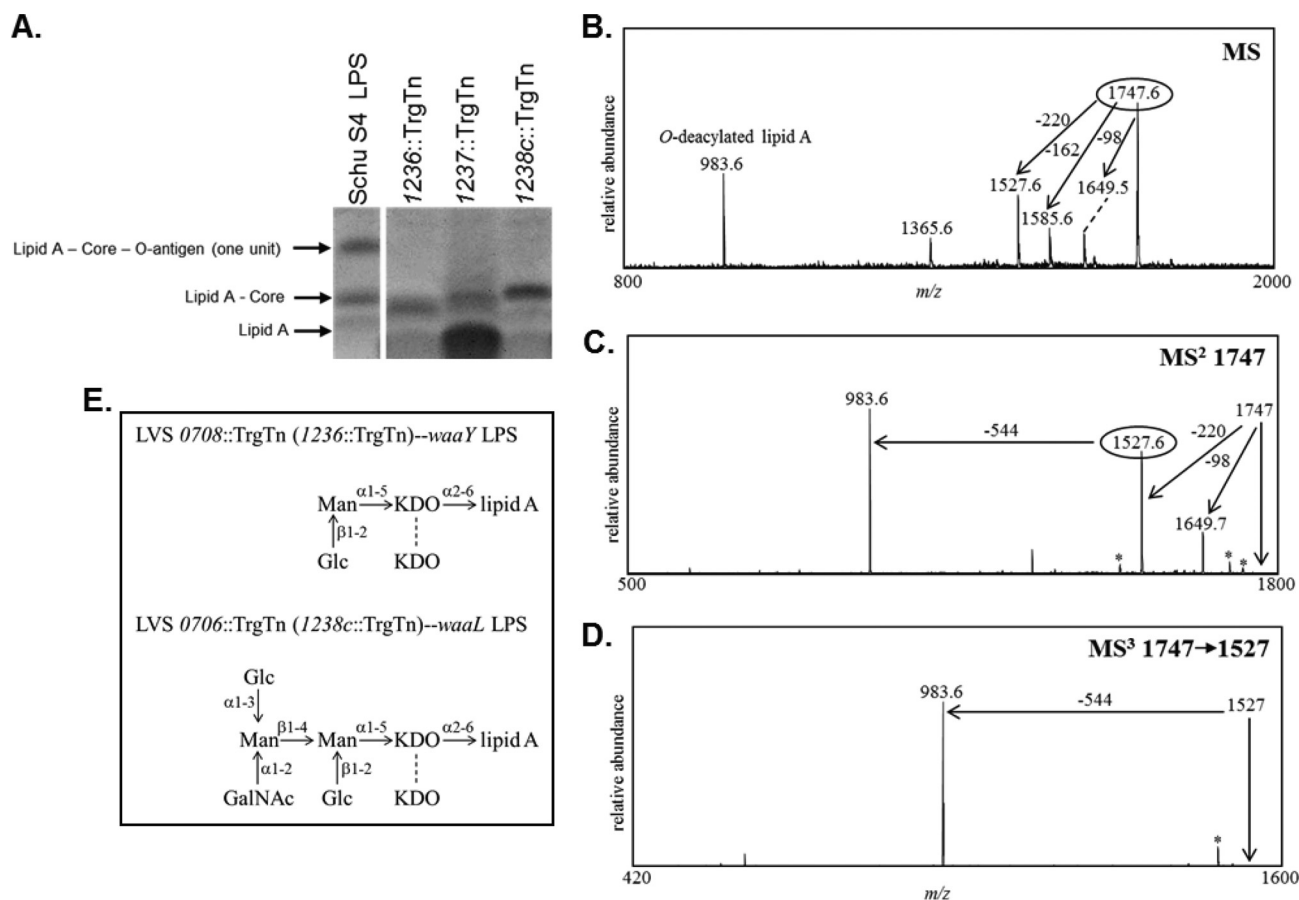 A.
Schu S4 LPS
1236::TrgTn
1237::TrgTn
1238c::TrgTn
Lipid A – Core – O-antigen (one unit)
Lipid A - Core
Lipid A
B.
MS
relative abundance
O-deacylated lipid A
983.6
1365.6
1527.6
1585.6
1649.5
1747.6
-220
-162
-98
800
m/z
2000
C.
MS² 1747
relative abundance
983.6
-544
1527.6
1747
-220
-98
1649.7
*
*
*
500
1800
D.
MS³ 1747→1527
relative abundance
983.6
-544
1527
*
420
m/z
1600
E.
LVS 0708::TrgTn (1236::TrgTn)--waaY LPS
Man α1-5 KDO α2-6 lipid A
β1-2
Glc KDO
LVS 0706::TrgTn (1238c::TrgTn)--waaL LPS
Glc
α1-3
Man β1-4 Man α1-5 KDO α2-6 lipid A
α1-2 β1-2
GalNAc Glc KDO